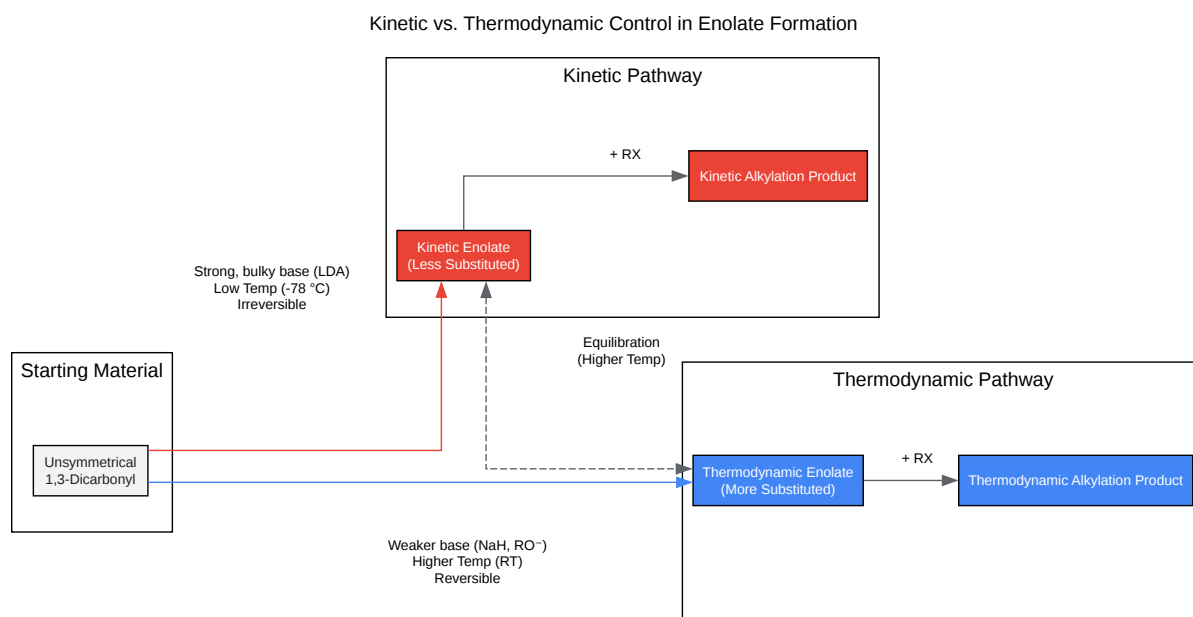 Kinetic vs. Thermodynamic Control in Enolate Formation
Kinetic Pathway
+ RX
Kinetic Alkylation Product
Kinetic Enolate
(Less Substituted)
Strong, bulky base (LDA)
Low Temp (-78 °C)
Irreversible
Equilibration
(Higher Temp)
Starting Material
Unsymmetrical
1,3-Dicarbonyl
Thermodynamic Pathway
Thermodynamic Enolate
(More Substituted)
+ RX
Thermodynamic Alkylation Product
Weaker base (NaH, RO⁻)
Higher Temp (RT)
Reversible